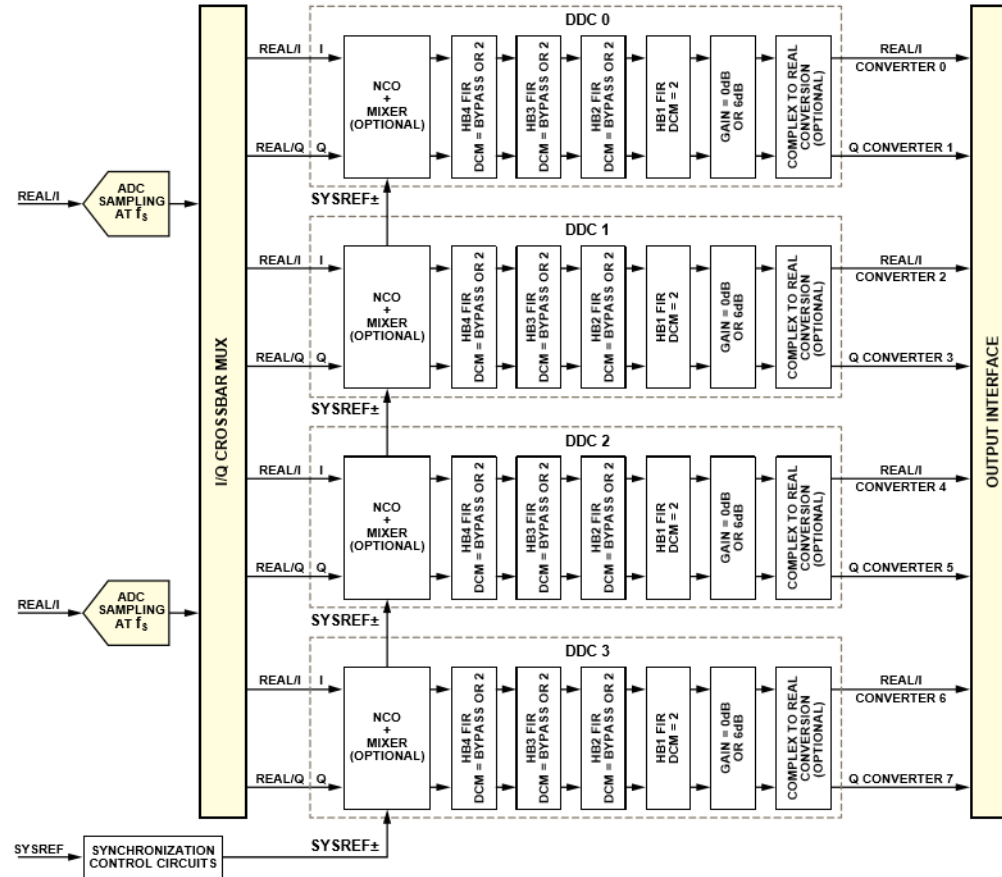 DDC 0
REAL/I
I
REAL/Q
Q
NCO
+
MIXER
(OPTIONAL)
HB4 FIR
DCM = BYPASS OR 2
HB3 FIR
DCM = BYPASS OR 2
HB2 FIR
DCM = BYPASS OR 2
HB1 FIR
DCM = 2
GAIN = 0dB
OR 6dB
COMPLEX TO REAL
CONVERSION
(OPTIONAL)
REAL/I
CONVERTER 0
Q CONVERTER 1
SYSREF±
REAL/I
ADC
SAMPLING
AT fS
I/Q CROSSBAR MUX
DDC 1
REAL/I
I
REAL/Q
Q
NCO
+
MIXER
(OPTIONAL)
HB4 FIR
DCM = BYPASS OR 2
HB3 FIR
DCM = BYPASS OR 2
HB2 FIR
DCM = BYPASS OR 2
HB1 FIR
DCM = 2
GAIN = 0dB
OR 6dB
COMPLEX TO REAL
CONVERSION
(OPTIONAL)
REAL/I
CONVERTER 2
Q CONVERTER 3
SYSREF±
OUTPUT INTERFACE
DDC 2
REAL/I
I
REAL/Q
Q
NCO
+
MIXER
(OPTIONAL)
HB4 FIR
DCM = BYPASS OR 2
HB3 FIR
DCM = BYPASS OR 2
HB2 FIR
DCM = BYPASS OR 2
HB1 FIR
DCM = 2
GAIN = 0dB
OR 6dB
COMPLEX TO REAL
CONVERSION
(OPTIONAL)
REAL/I
CONVERTER 4
Q CONVERTER 5
SYSREF±
REAL/I
ADC
SAMPLING
AT fS
DDC 3
REAL/I
I
REAL/Q
Q
NCO
+
MIXER
(OPTIONAL)
HB4 FIR
DCM = BYPASS OR 2
HB3 FIR
DCM = BYPASS OR 2
HB2 FIR
DCM = BYPASS OR 2
HB1 FIR
DCM = 2
GAIN = 0dB
OR 6dB
COMPLEX TO REAL
CONVERSION
(OPTIONAL)
REAL/I
CONVERTER 6
Q CONVERTER 7
SYSREF
SYNCHRONIZATION
CONTROL CIRCUITS
SYSREF±